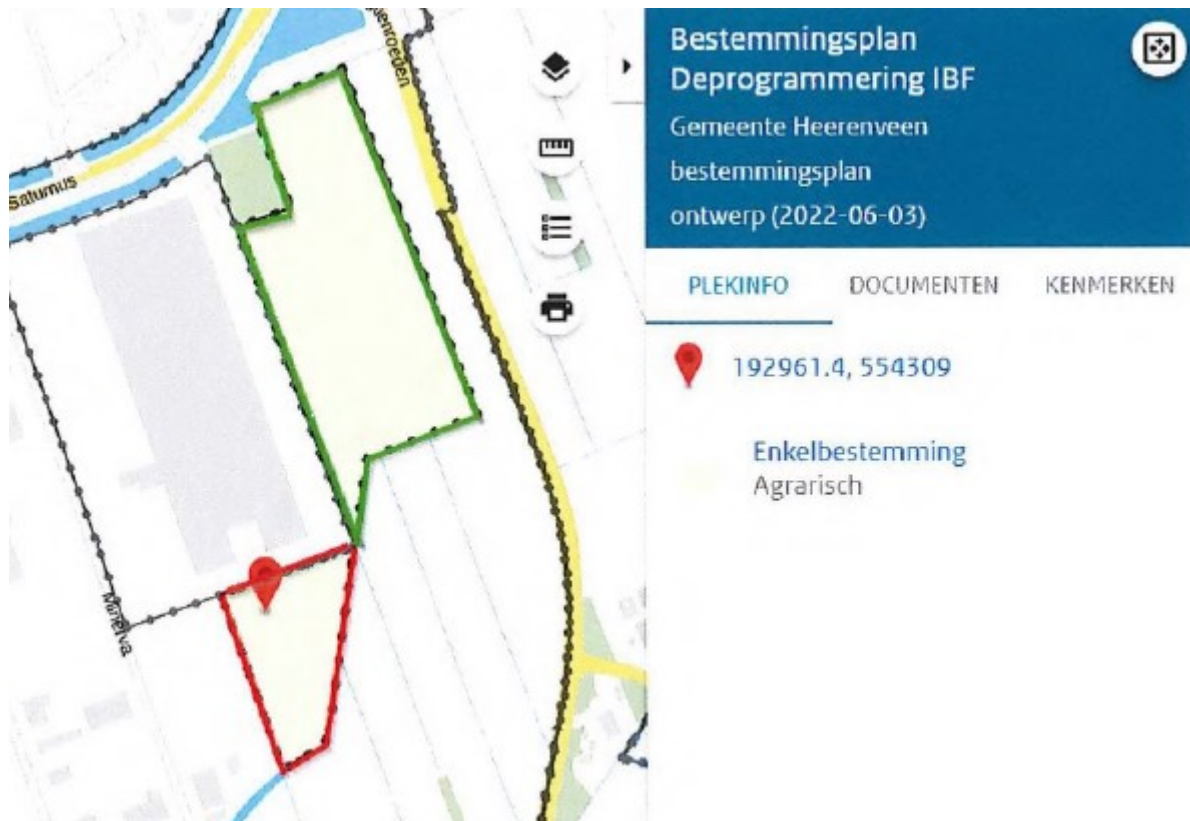 Saturnus
Minerva
Bestemmingsplan
Deprogrammering IBF
Gemeente Heerenveen
bestemmingsplan
ontwerp (2022-06-03)
PLEKINFO DOCUMENTEN KENMERKEN
192961.4, 554309
Enkelbestemming
Agrarisch